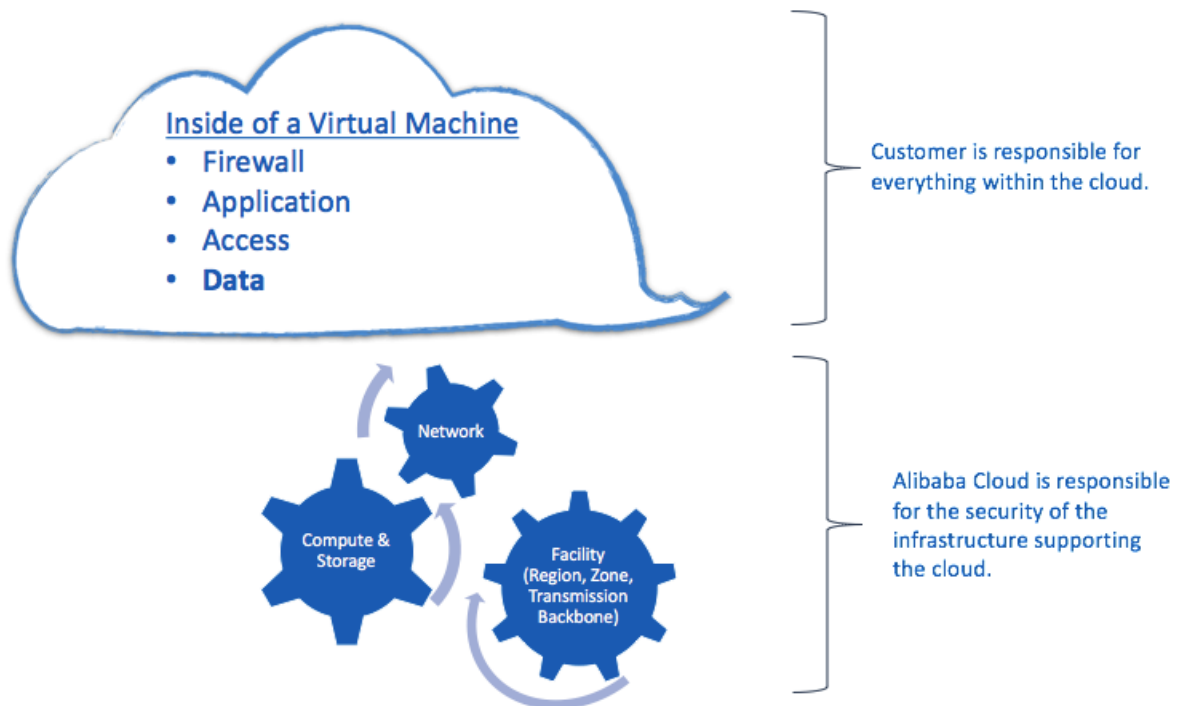 Inside of a Virtual Machine
• Firewall
• Application
• Access
• Data
Customer is responsible for
everything within the cloud.
Network
Compute &
Storage
Facility
(Region, Zone,
Transmission
Backbone)
Alibaba Cloud is responsible
for the security of the
infrastructure supporting
the cloud.